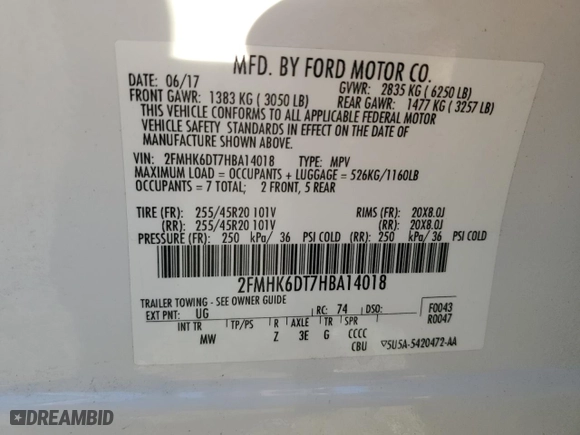 MFD. BY FORD MOTOR CO.
DATE: 06/17 GVWR: 2835 KG ( 6250 LB)
FRONT GAWR: 1383 KG ( 3050 LB) REAR GAWR: 1477 KG ( 3257 LB)
THIS VEHICLE CONFORMS TO ALL APPLICABLE FEDERAL MOTOR
VEHICLE SAFETY STANDARDS IN EFFECT ON THE DATE OF
MANUFACTURE SHOWN ABOVE.
VIN: 2FMHK6DT7HBA14018 TYPE: MPV
MAXIMUM LOAD = OCCUPANTS + LUGGAGE = 526KG/1160LB
OCCUPANTS = 7 TOTAL; 2 FRONT, 5 REAR
TIRE (FR): 255/45R20 101V RIMS (FR): 20X8.0J
(RR): 255/45R20 101V (RR): 20X8.0J
PRESSURE (FR): 250 kPa/ 36 PSI COLD (RR): 250 kPa/ 36 PSI COLD
2FMHK6DT7HBA14018
TRAILER TOWING - SEE OWNER GUIDE
EXT PNT: UG RC: 74 DSO: F0043
R0047
INT TR TP/PS R AXLE TR SPR
MW Z 3E G CCCC
CBU 5U5A-5420472-AA
DREAMBID